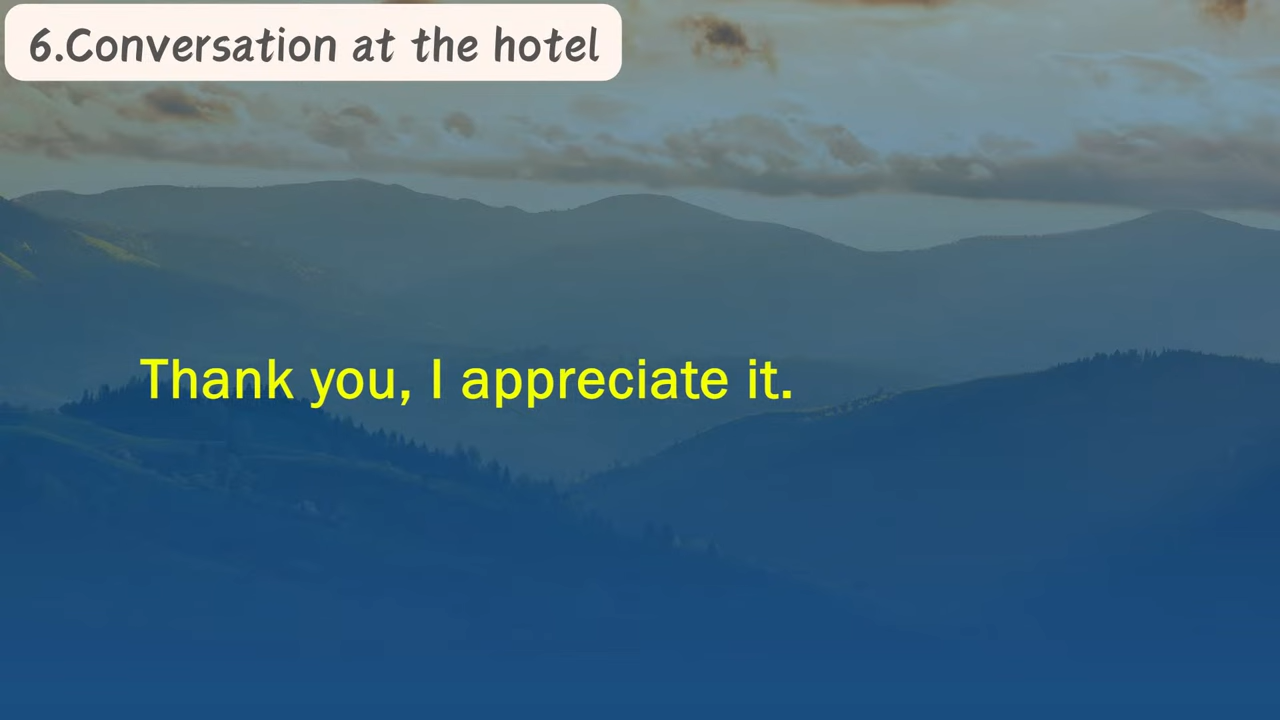 6.Conversation at the hotel
Thank you, I appreciate it.